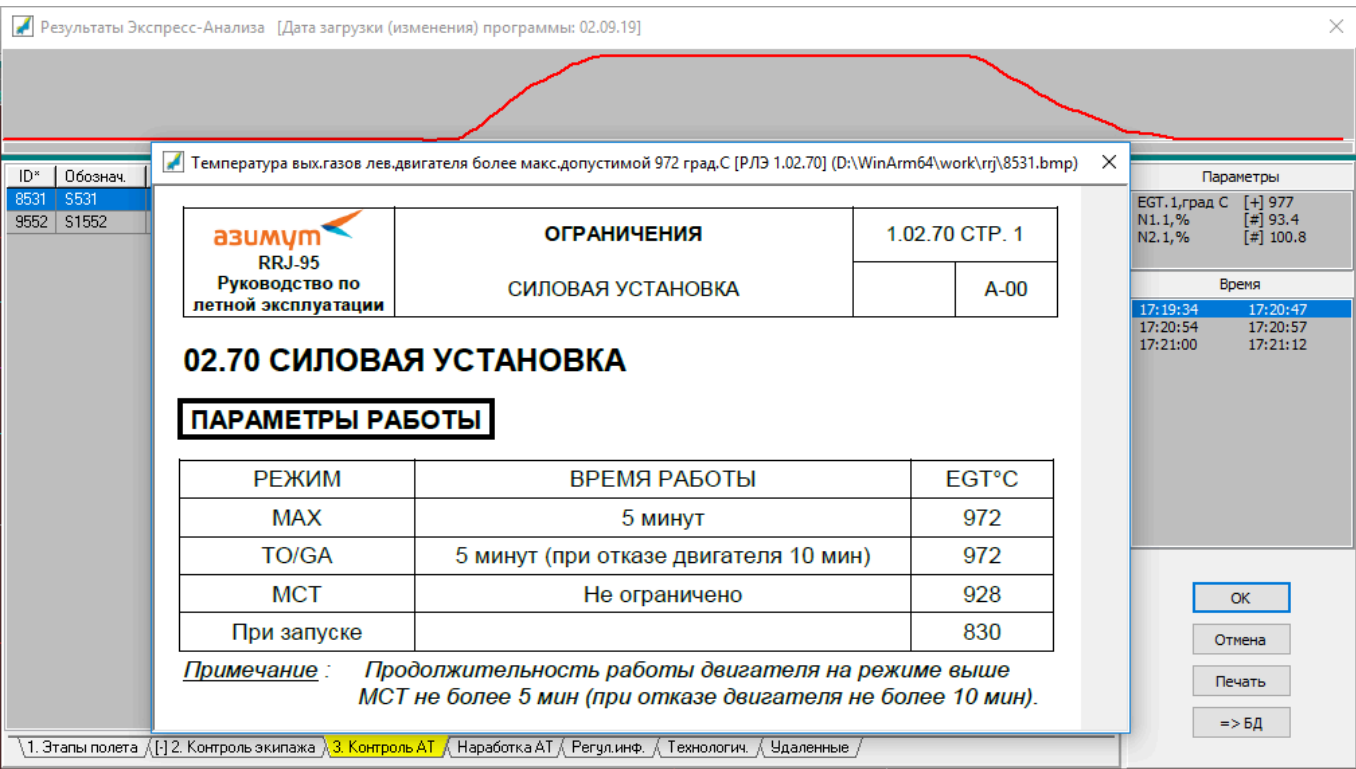 Результаты Экспресс-Анализа [Дата загрузки (изменения) программы: 02.09.19]
Температура вых.газов лев.двигателя более макс.допустимой 972 град.С [РЛЭ 1.02.70] (D:\WinArm64\work\rrj\8531.bmp)
ID* Обознач.
8531 S531
9552 S1552
азимут
RRJ-95
Руководство по
летной эксплуатации
ОГРАНИЧЕНИЯ
СИЛОВАЯ УСТАНОВКА
1.02.70 СТР. 1
А-00
02.70 СИЛОВАЯ УСТАНОВКА
ПАРАМЕТРЫ РАБОТЫ
РЕЖИМ ВРЕМЯ РАБОТЫ EGT°C
MAX 5 минут 972
TO/GA 5 минут (при отказе двигателя 10 мин) 972
MCT Не ограничено 928
При запуске 830
Примечание : Продолжительность работы двигателя на режиме выше
МСТ не более 5 мин (при отказе двигателя не более 10 мин).
Параметры
EGT.1,град С [+] 977
N1.1,% [#] 93.4
N2.1,% [#] 100.8
Время
17:19:34 17:20:47
17:20:54 17:20:57
17:21:00 17:21:12
OK
Отмена
Печать
=> БД
1. Этапы полета [-] 2. Контроль экипажа 3. Контроль АТ Наработка АТ Регул.инф. Технологич. Удаленные